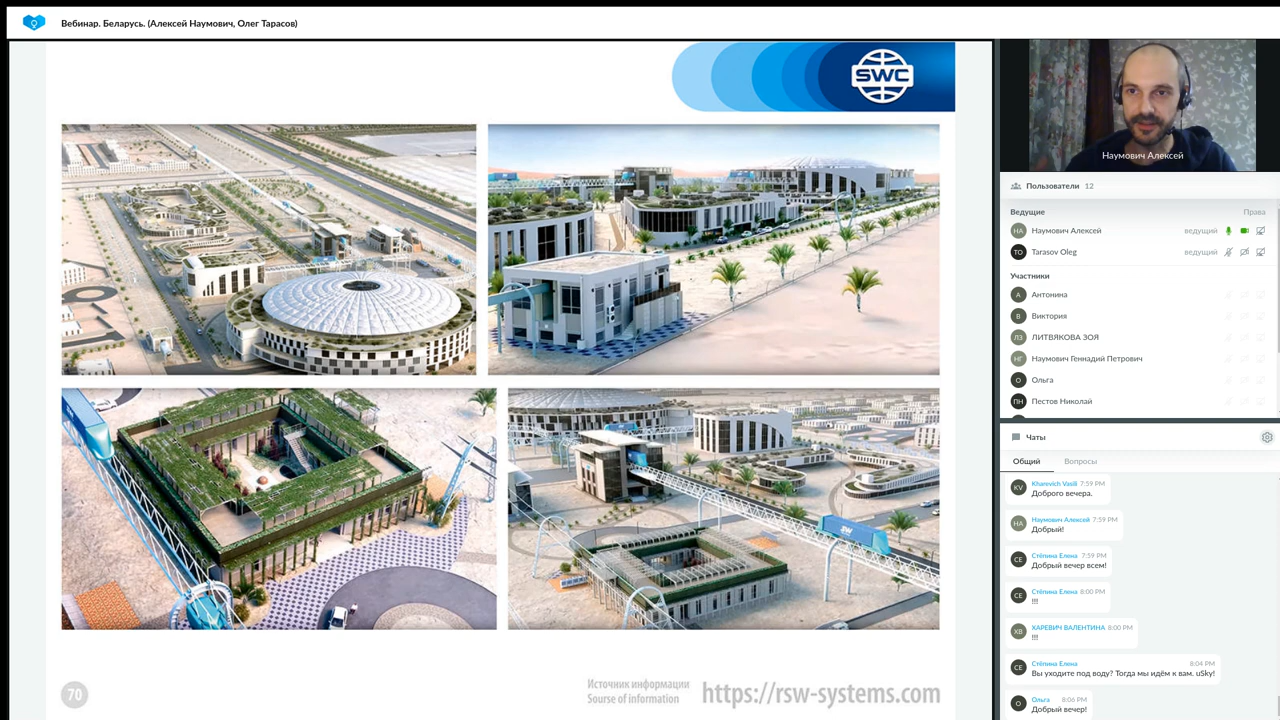 Вебинар. Беларусь. (Алексей Наумович, Олег Тарасов)
SWC
70
Источник информации
Sourse of information
https://rsw-systems.com
Наумович Алексей
Пользователи 12
Ведущие Права
НА Наумович Алексей ведущий
TO Tarasov Oleg ведущий
Участники
А Антонина
В Виктория
ЛЗ ЛИТВЯКОВА ЗОЯ
НГ Наумович Геннадий Петрович
О Ольга
ПН Пестов Николай
Чаты
Общий Вопросы
KV Kharevich Vasili 7:59 PM
Доброго вечера.
НА Наумович Алексей 7:59 PM
Добрый!
СЕ Стёпина Елена 7:59 PM
Добрый вечер всем!
СЕ Стёпина Елена 8:00 PM
!!!
ХВ ХАРЕВИЧ ВАЛЕНТИНА 8:00 PM
!!!
СЕ Стёпина Елена 8:04 PM
Вы уходите под воду? Тогда мы идём к вам. uSky!
О Ольга 8:06 PM
Добрый вечер!